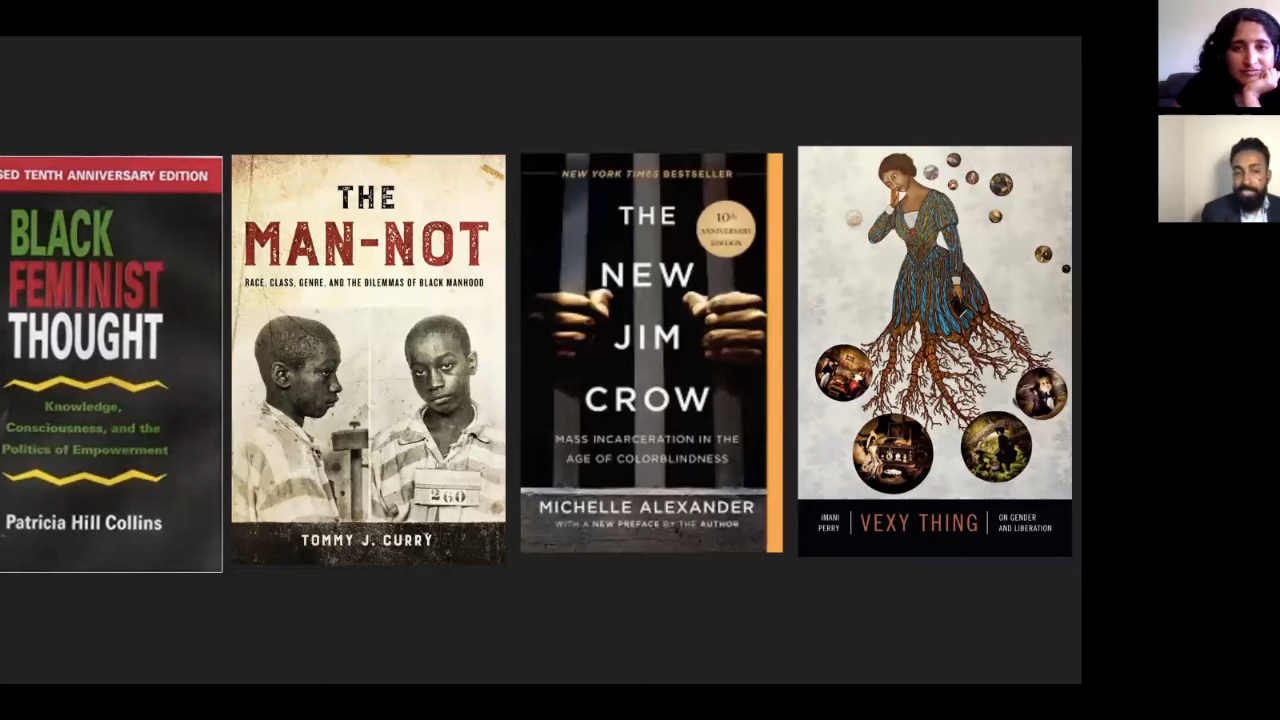 SED TENTH ANNIVERSARY EDITION
BLACK
FEMINIST
THOUGHT
Knowledge,
Consciousness, and the
Politics of Empowerment
Patricia Hill Collins
THE
MAN-NOT
RACE, CLASS, GENRE, AND THE DILEMMAS OF BLACK MANHOOD
260
TOMMY J. CURRY
NEW YORK TIMES BESTSELLER
10th
ANNIVERSARY
EDITION
THE
NEW
JIM
CROW
MASS INCARCERATION IN THE
AGE OF COLORBLINDNESS
MICHELLE ALEXANDER
WITH A NEW PREFACE BY THE AUTHOR
IMANI
PERRY
VEXY THING
ON GENDER
AND LIBERATION